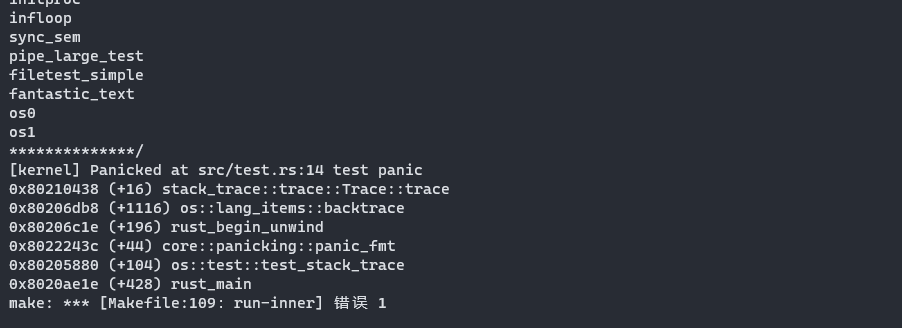 initproc
infloop
sync_sem
pipe_large_test
filetest_simple
fantastic_text
os0
os1
**************/
[kernel] Panicked at src/test.rs:14 test panic
0x80210438 (+16) stack_trace::trace::Trace::trace
0x80206db8 (+1116) os::lang_items::backtrace
0x80206c1e (+196) rust_begin_unwind
0x8022243c (+44) core::panicking::panic_fmt
0x80205880 (+104) os::test::test_stack_trace
0x8020ae1e (+428) rust_main
make: *** [Makefile:109: run-inner] 错误 1